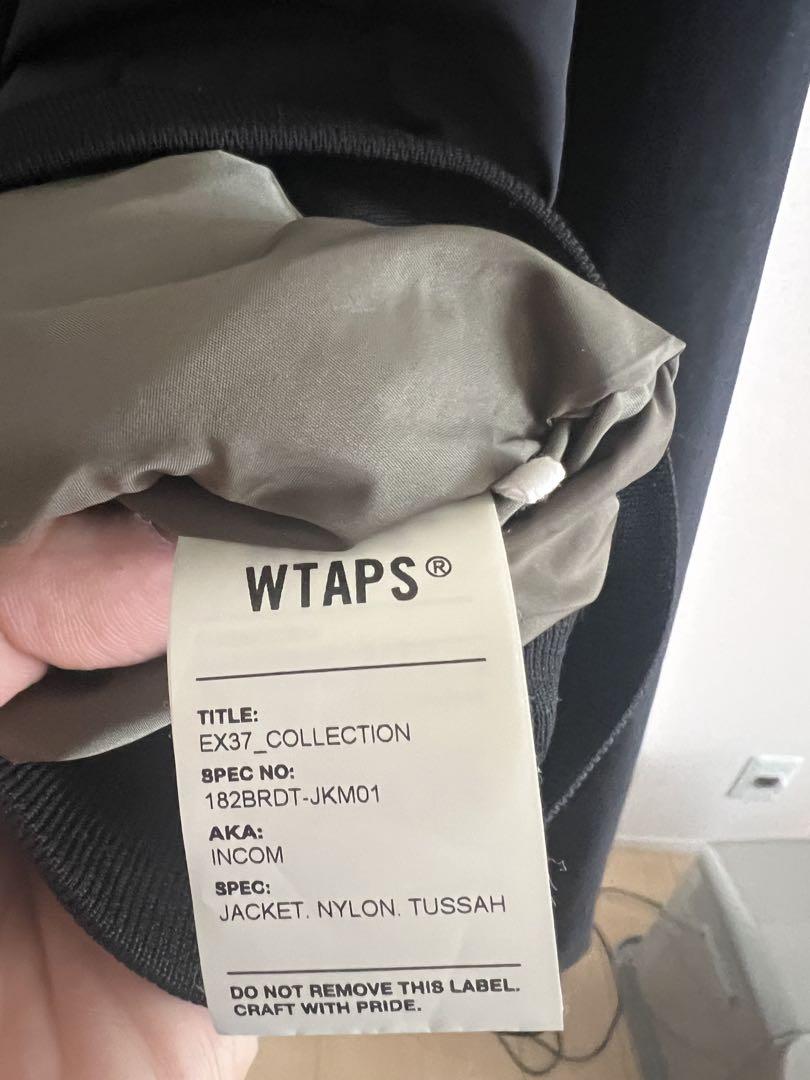 WTAPS®
TITLE:
EX37_COLLECTION
SPEC NO:
182BRDT-JKM01
AKA:
INCOM
SPEC:
JACKET. NYLON. TUSSAH
DO NOT REMOVE THIS LABEL.
CRAFT WITH PRIDE.